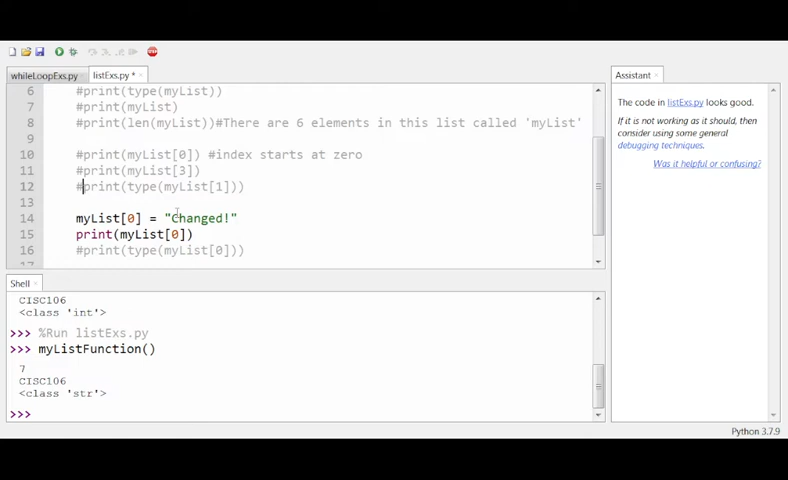 whileLoopExs.py listExs.py *
6 #print(type(myList))
7 #print(myList)
8 #print(len(myList))#There are 6 elements in this list called 'myList'
9
10 #print(myList[0]) #index starts at zero
11 #print(myList[3])
12 #print(type(myList[1]))
13
14 myList[0] = "Changed!"
15 print(myList[0])
16 #print(type(myList[0]))
17
Shell
CISC106
<class 'int'>
>>> %Run listExs.py
>>> myListFunction()
7
CISC106
<class 'str'>
>>>
Assistant
The code in listExs.py looks good.
If it is not working as it should, then
consider using some general
debugging techniques.
Was it helpful or confusing?
Python 3.7.9